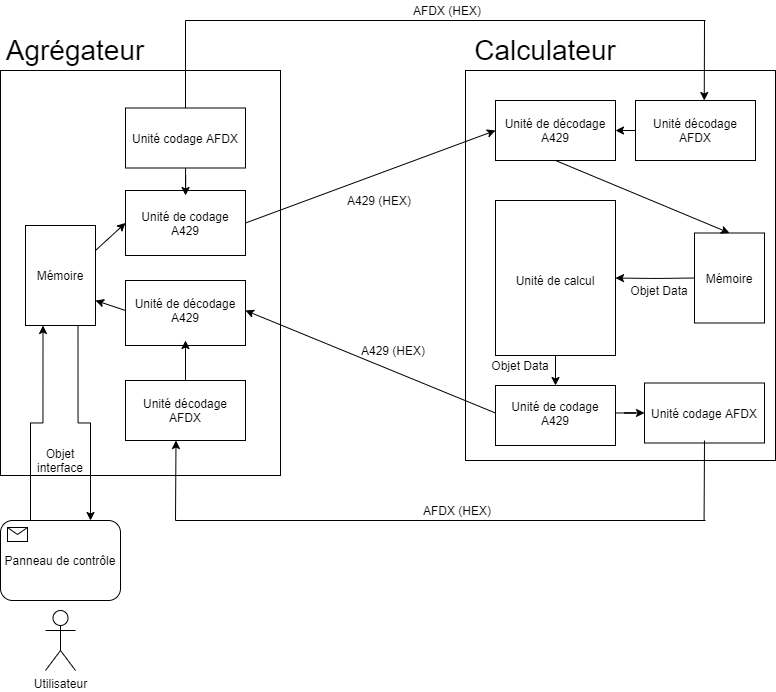 AFDX (HEX)
Agrégateur
Calculateur
Unité codage AFDX
Unité de décodage
A429
Unité décodage
AFDX
A429 (HEX)
Unité de codage
A429
Mémoire
Unité de décodage
A429
Unité de calcul
Mémoire
Objet Data
A429 (HEX)
Objet Data
Unité décodage
AFDX
Unité de codage
A429
Unité codage AFDX
Objet
interface
AFDX (HEX)
Panneau de contrôle
Utilisateur